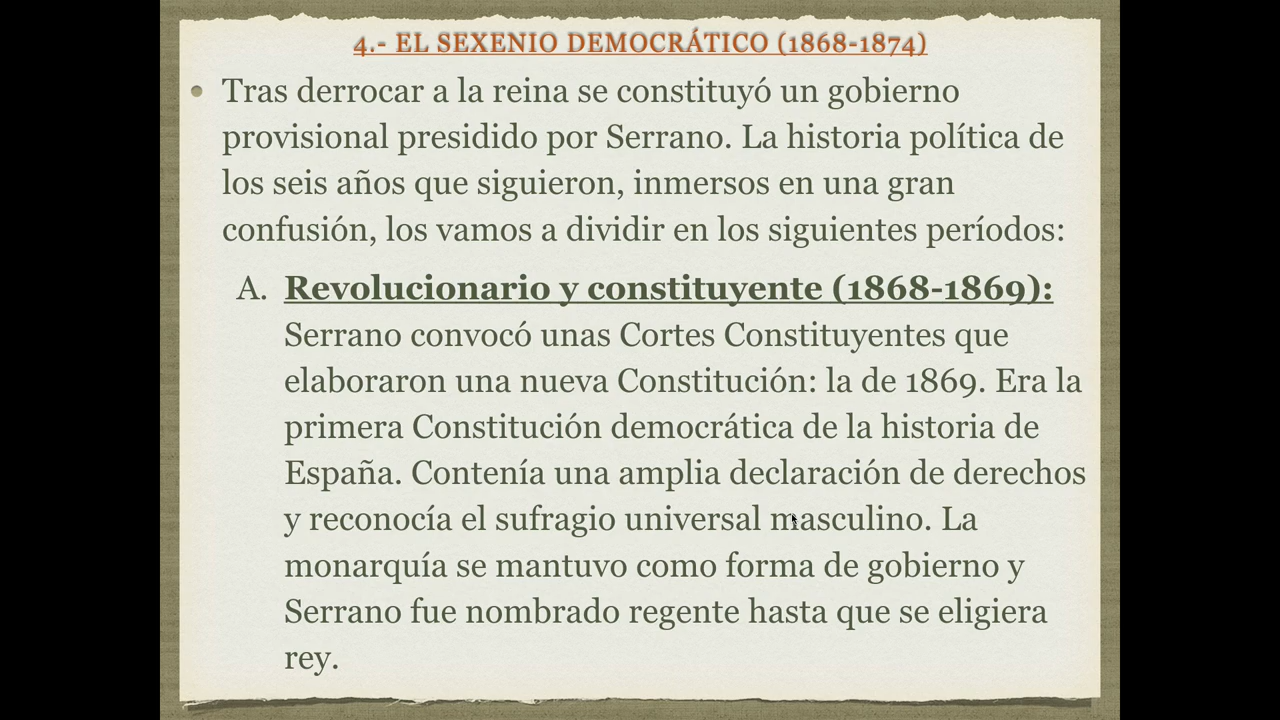 4.- EL SEXENIO DEMOCRÁTICO (1868-1874)
• Tras derrocar a la reina se constituyó un gobierno
provisional presidido por Serrano. La historia política de
los seis años que siguieron, inmersos en una gran
confusión, los vamos a dividir en los siguientes períodos:
A. Revolucionario y constituyente (1868-1869):
Serrano convocó unas Cortes Constituyentes que
elaboraron una nueva Constitución: la de 1869. Era la
primera Constitución democrática de la historia de
España. Contenía una amplia declaración de derechos
y reconocía el sufragio universal masculino. La
monarquía se mantuvo como forma de gobierno y
Serrano fue nombrado regente hasta que se eligiera
rey.